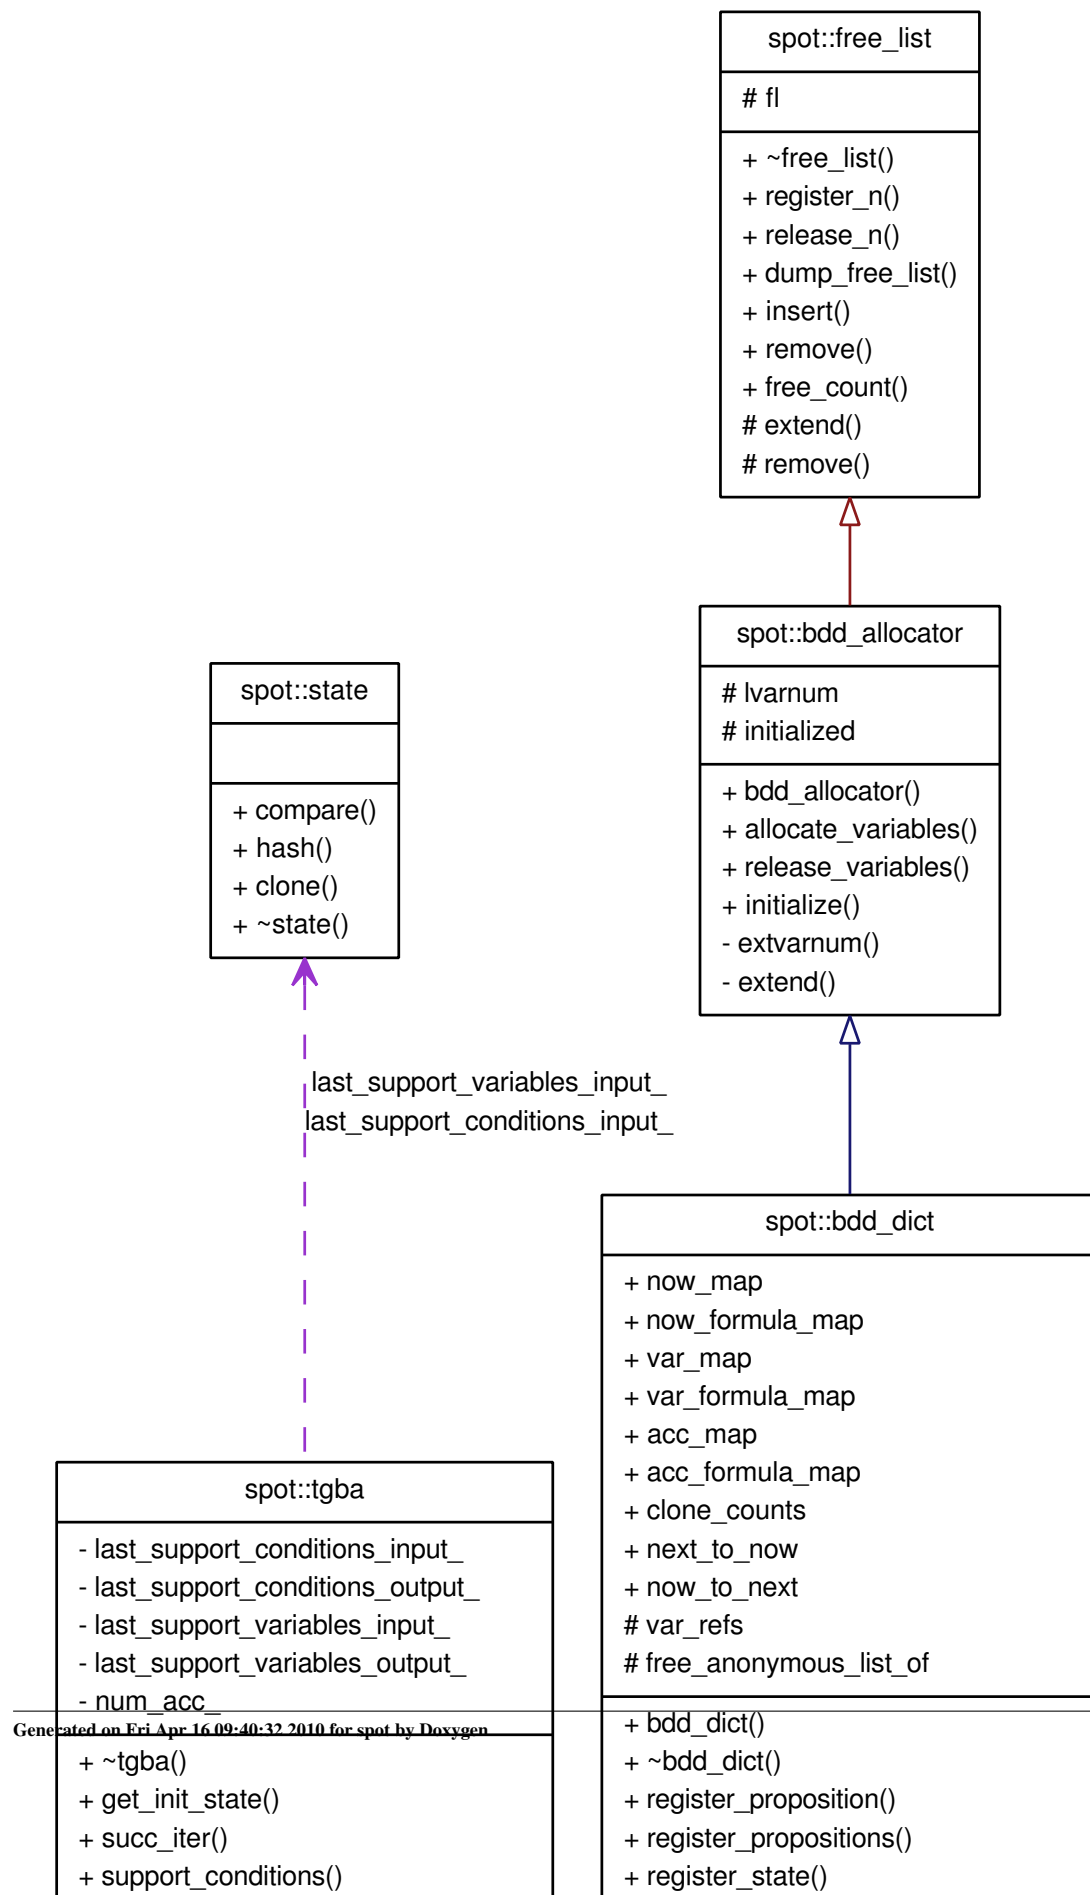 spot::free_list
# fl
+ ~free_list()
+ register_n()
+ release_n()
+ dump_free_list()
+ insert()
+ remove()
+ free_count()
# extend()
# remove()
spot::bdd_allocator
# lvarnum
# initialized
+ bdd_allocator()
+ allocate_variables()
+ release_variables()
+ initialize()
- extvarnum()
- extend()
spot::state
+ compare()
+ hash()
+ clone()
+ ~state()
last_support_variables_input_
last_support_conditions_input_
spot::bdd_dict
+ now_map
+ now_formula_map
+ var_map
+ var_formula_map
+ acc_map
+ acc_formula_map
+ clone_counts
+ next_to_now
+ now_to_next
# var_refs
# free_anonymous_list_of
+ bdd_dict()
+ ~bdd_dict()
+ register_proposition()
+ register_propositions()
+ register_state()
spot::tgba
- last_support_conditions_input_
- last_support_conditions_output_
- last_support_variables_input_
- last_support_variables_output_
- num_acc_
Generated on Fri Apr 16 09:40:32 2010 for spot by Doxygen
+ ~tgba()
+ get_init_state()
+ succ_iter()
+ support_conditions()